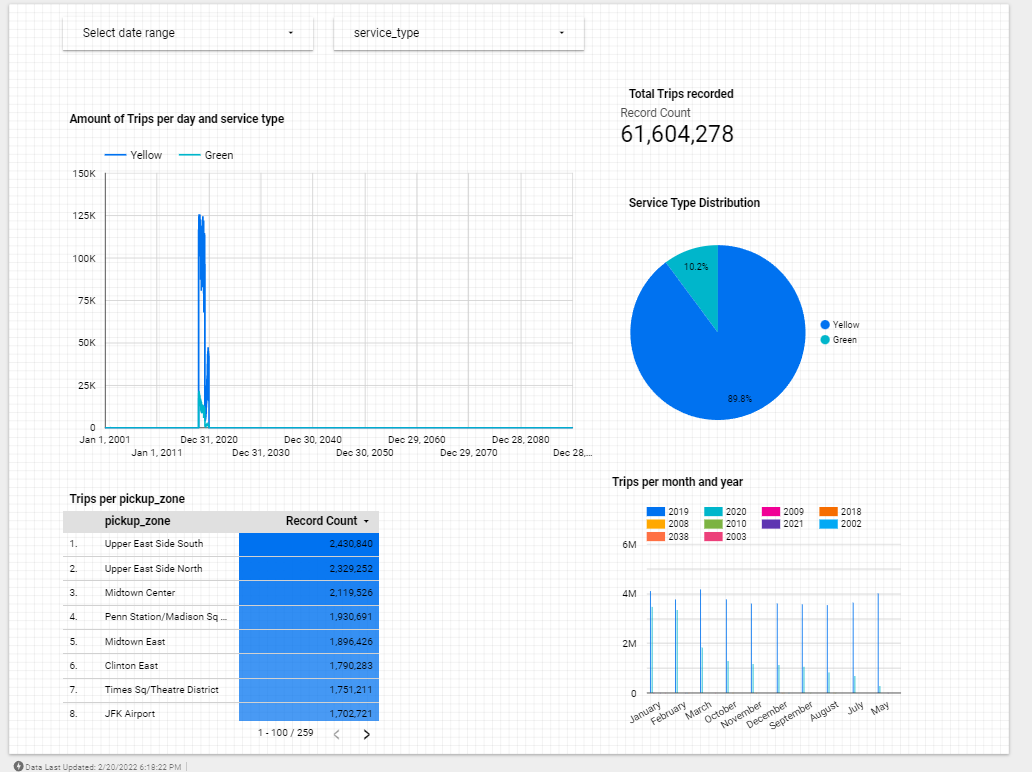 Select date range
service_type
Total Trips recorded
Record Count
61,604,278
Amount of Trips per day and service type
Yellow Green
150K
125K
100K
75K
50K
25K
0
Jan 1, 2001 Dec 31, 2020 Dec 30, 2040 Dec 29, 2060 Dec 28, 2080
Jan 1, 2011 Dec 31, 2030 Dec 30, 2050 Dec 29, 2070 Dec 28,...
Service Type Distribution
10.2%
89.8%
Yellow
Green
Trips per pickup_zone
pickup_zone Record Count
1. Upper East Side South 2,430,840
2. Upper East Side North 2,329,252
3. Midtown Center 2,119,526
4. Penn Station/Madison Sq ... 1,930,691
5. Midtown East 1,896,426
6. Clinton East 1,790,283
7. Times Sq/Theatre District 1,751,211
8. JFK Airport 1,702,721
1 - 100 / 259
Trips per month and year
2019 2020 2009 2018
2008 2010 2021 2002
2038 2003
6M
4M
2M
0
January February March October November December September August July May
Data Last Updated: 2/20/2022 6:18:22 PM